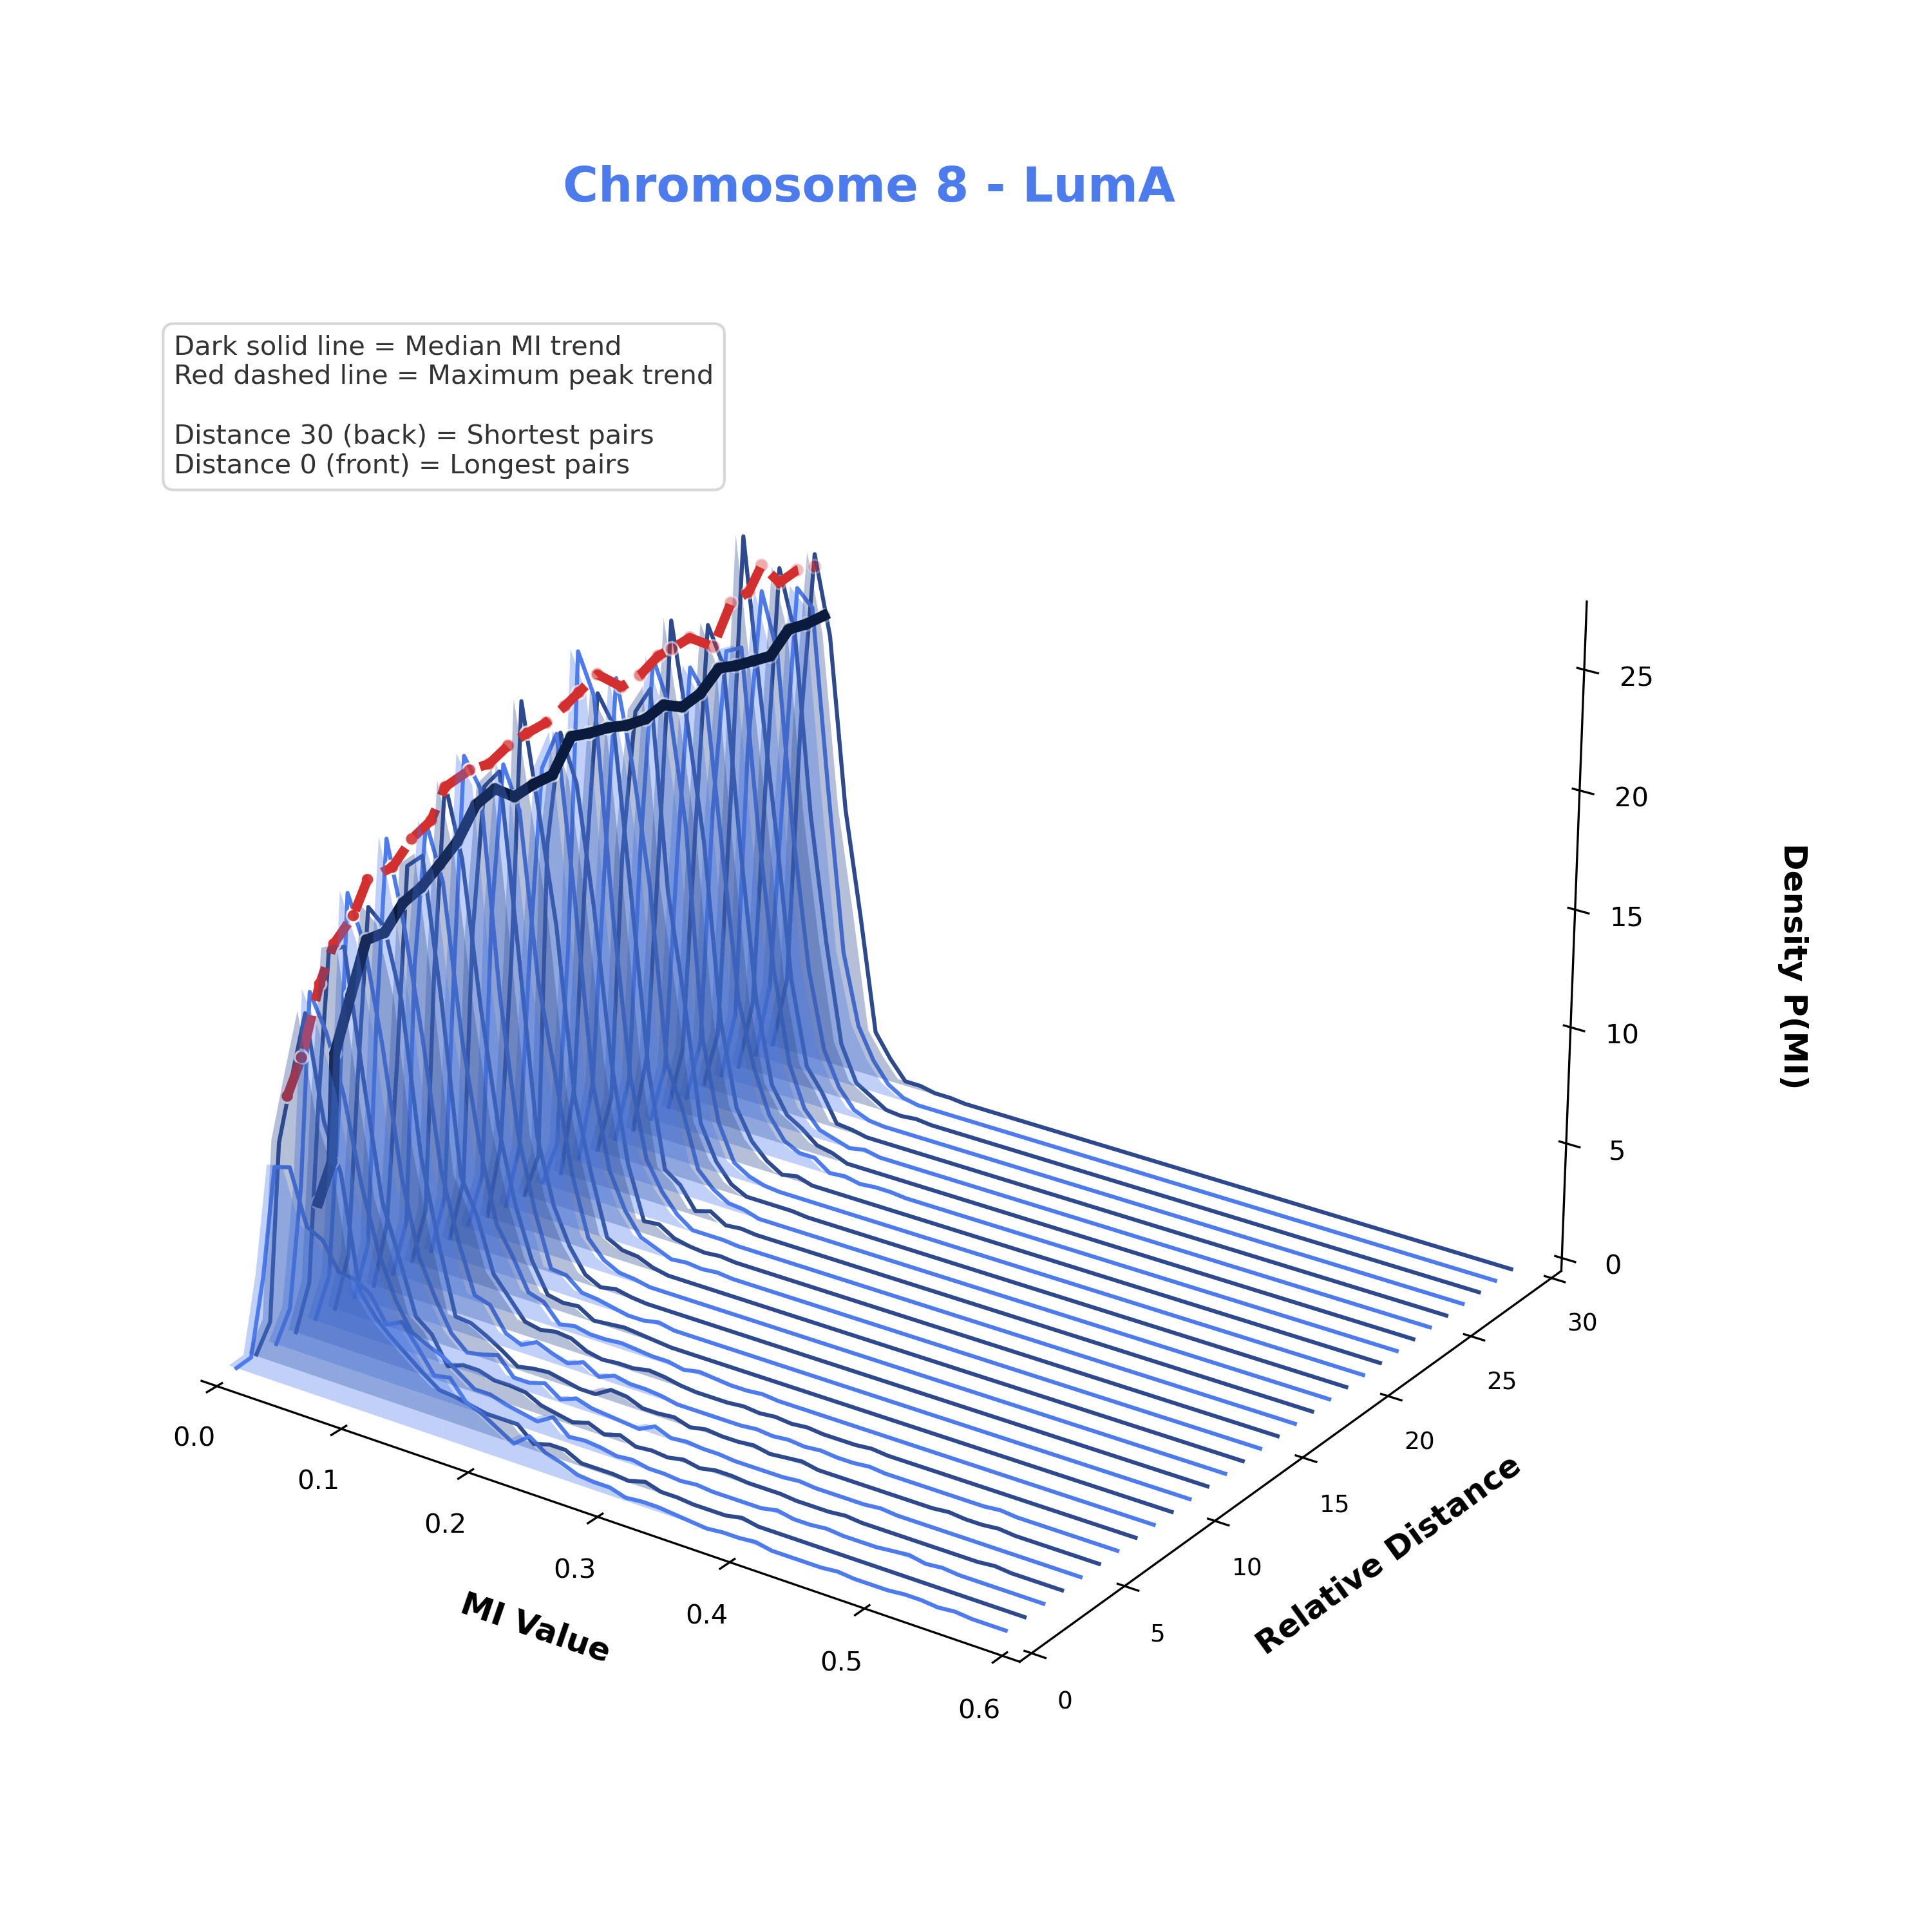 Chromosome 8 - LumA
Dark solid line = Median MI trend
Red dashed line = Maximum peak trend
Distance 30 (back) = Shortest pairs
Distance 0 (front) = Longest pairs
25
20
15
10
5
0
Density P(MI)
30
25
20
15
10
5
0
Relative Distance
0.0
0.1
0.2
0.3
0.4
0.5
0.6
MI Value